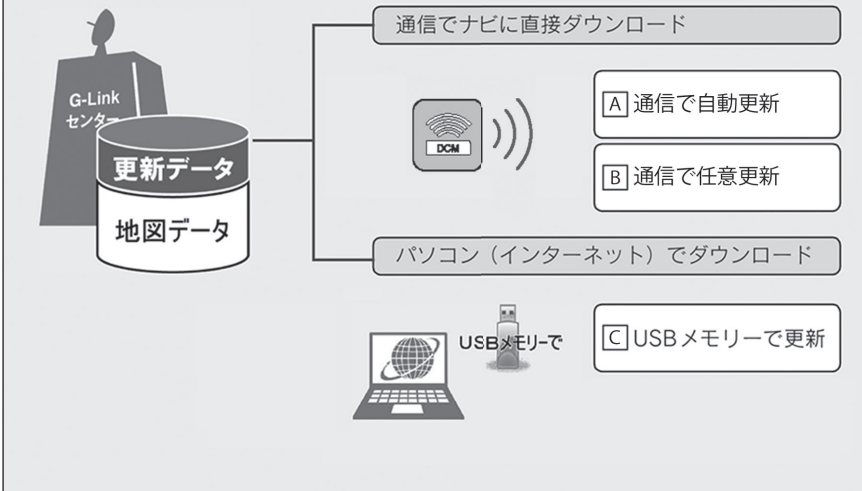 通信でナビに直接ダウンロード
G-Link
センター
更新データ
地図データ
DCM
A 通信で自動更新
B 通信で任意更新
パソコン（インターネット）でダウンロード
USBメモリーで
C USBメモリーで更新